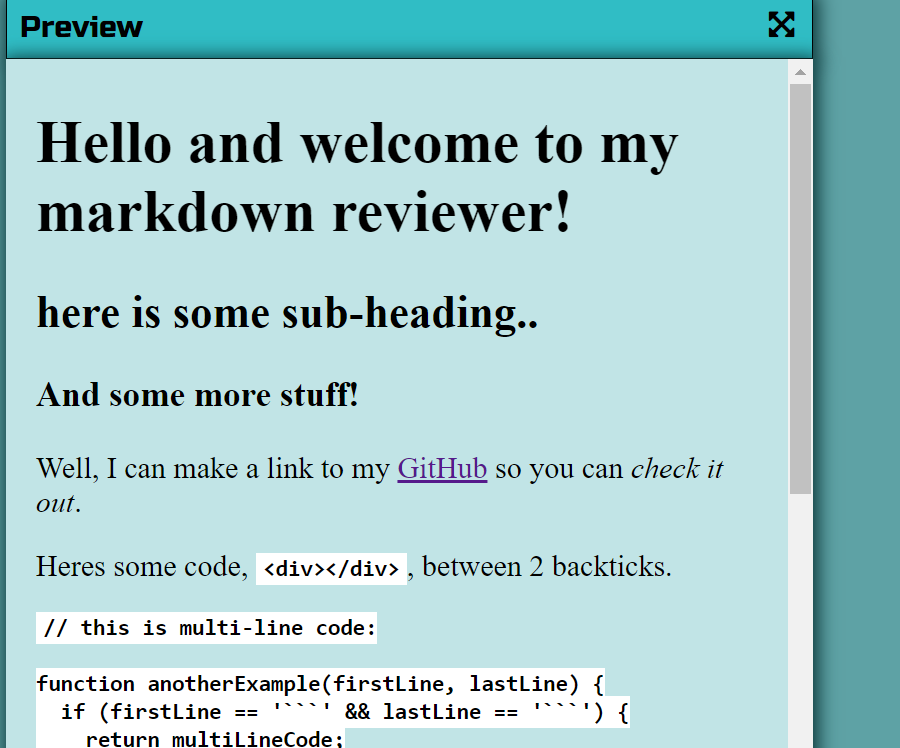 Preview
Hello and welcome to my
markdown reviewer!
here is some sub-heading..
And some more stuff!
Well, I can make a link to my GitHub so you can check it
out.
Heres some code, <div></div>, between 2 backticks.
// this is multi-line code:
function anotherExample(firstLine, lastLine) {
  if (firstLine == '```' && lastLine == '```') {
    return multiLineCode;